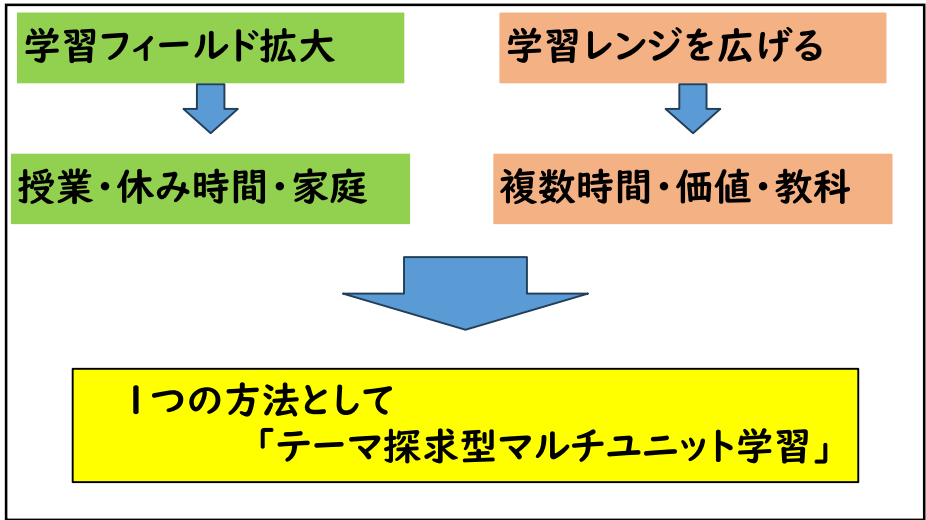 学習フィールド拡大
学習レンジを広げる
授業・休み時間・家庭
複数時間・価値・教科
1つの方法として
「テーマ探求型マルチユニット学習」